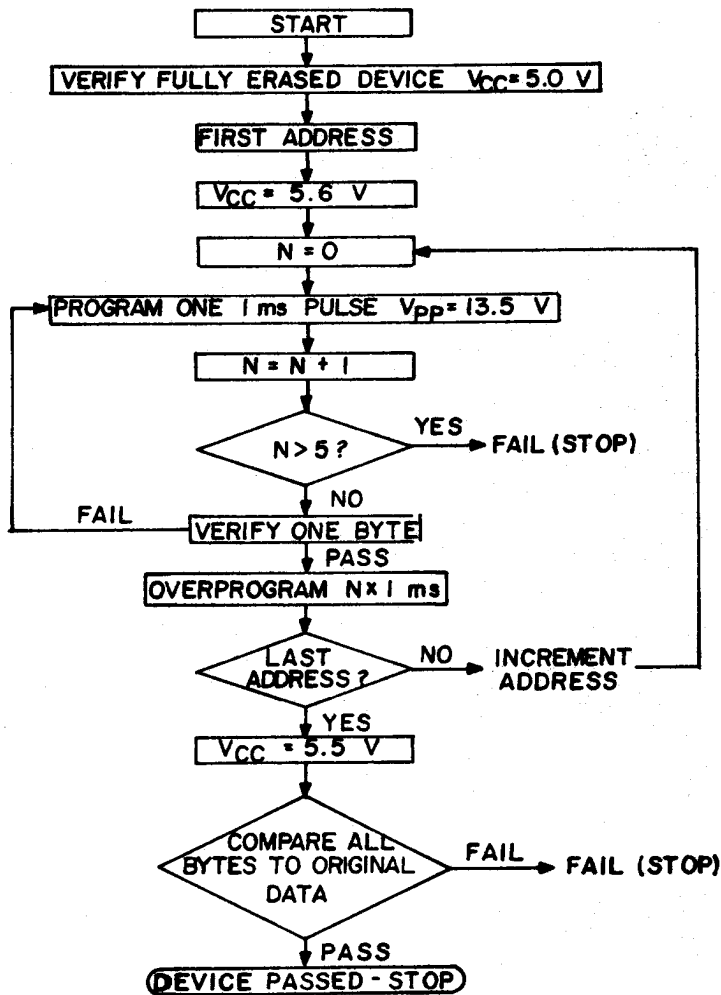 START
VERIFY FULLY ERASED DEVICE VCC = 5.0 V
FIRST ADDRESS
VCC = 5.6 V
N = 0
PROGRAM ONE 1 ms PULSE VPP = 13.5 V
N = N + 1
N > 5 ?
YES
FAIL (STOP)
NO
FAIL
VERIFY ONE BYTE
PASS
OVERPROGRAM N X 1 ms
LAST
ADDRESS ?
NO
INCREMENT
ADDRESS
YES
VCC = 5.5 V
COMPARE ALL
BYTES TO ORIGINAL
DATA
FAIL
FAIL (STOP)
PASS
DEVICE PASSED - STOP